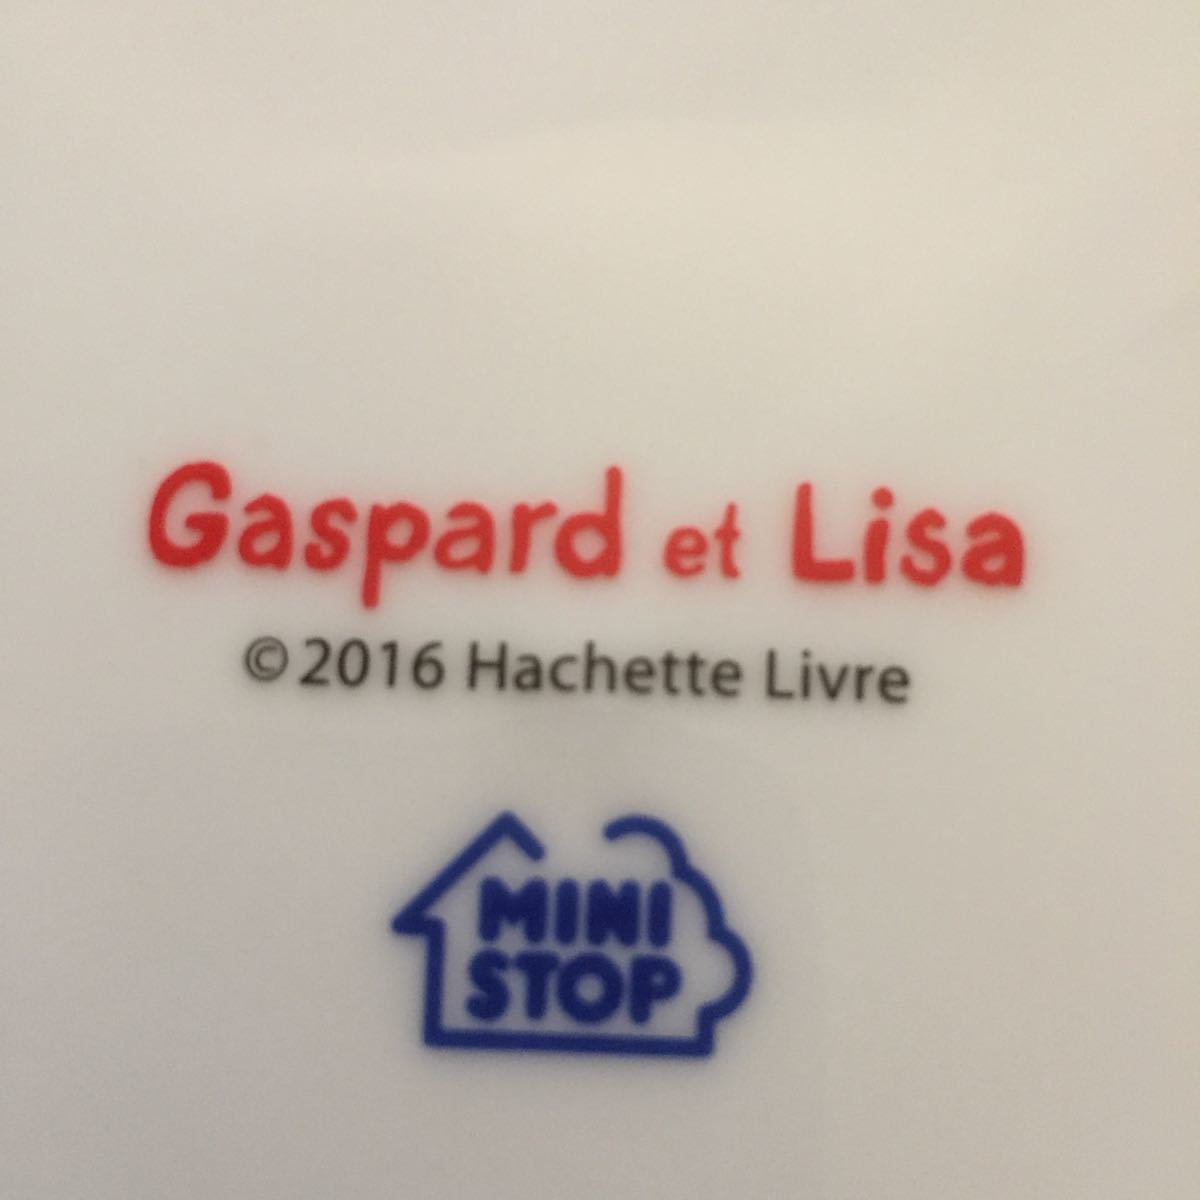 Gaspard et Lisa
©2016 Hachette Livre
MINI
STOP